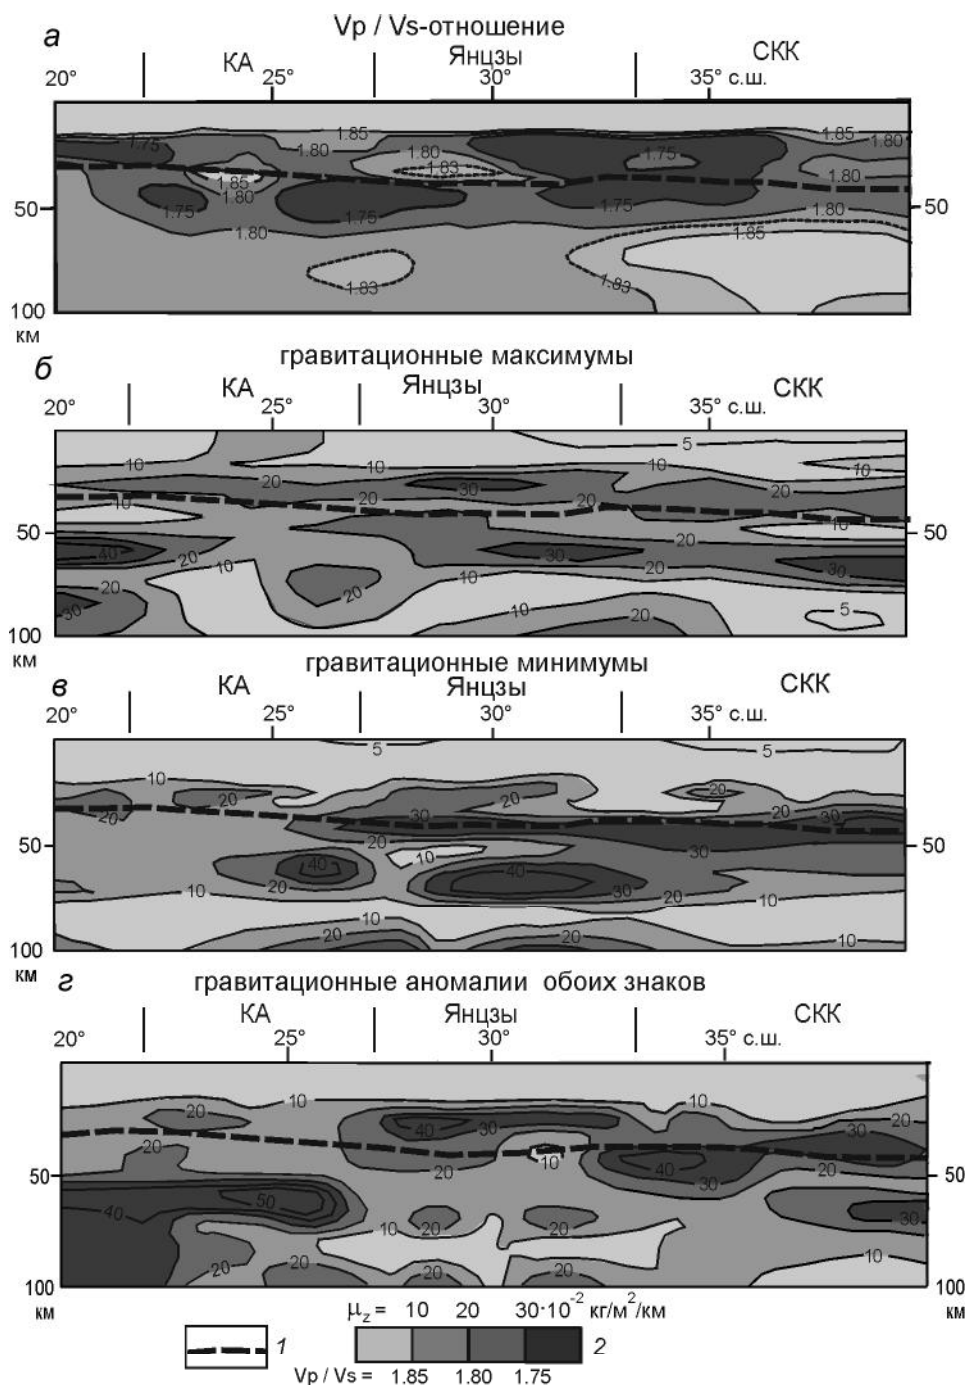 а Vp / Vs-отношение
КА Янцзы СКК
20° 25° 30° 35° с.ш.
1.85 1.85
1.75 1.80 1.80 1.75 1.80
1.83 1.80
1.85
1.80
50 1.75 1.75 1.75 1.80 50
1.80 1.85
1.83 1.83
100
км
б гравитационные максимумы
КА Янцзы СКК
20° 25° 30° 35° с.ш.
5
10 10 10 10
20 20 30 20 20
10 20 20
50 10 50
40 20 30 20 30
20 10 20 10 20
30 10 20 5
100
км
в гравитационные минимумы
КА Янцзы СКК
20° 25° 30° 35° с.ш.
5 5
10 10
20 20 20 20
20 30 30
50 20 10 30 50
40 40
20 30 20
10 10
10 10
100 20 20
км
г гравитационные аномалии обоих знаков
КА Янцзы СКК
20° 25° 30° 35° с.ш.
10 10
20 40 30 20
20 20 10 40 20 30
50 30 50
50
40 20 20 30
10 10
20 20 20 10
100 100
км км
μz = 10 20 30·10⁻² кг/м²/км
1 2
Vp / Vs = 1.85 1.80 1.75